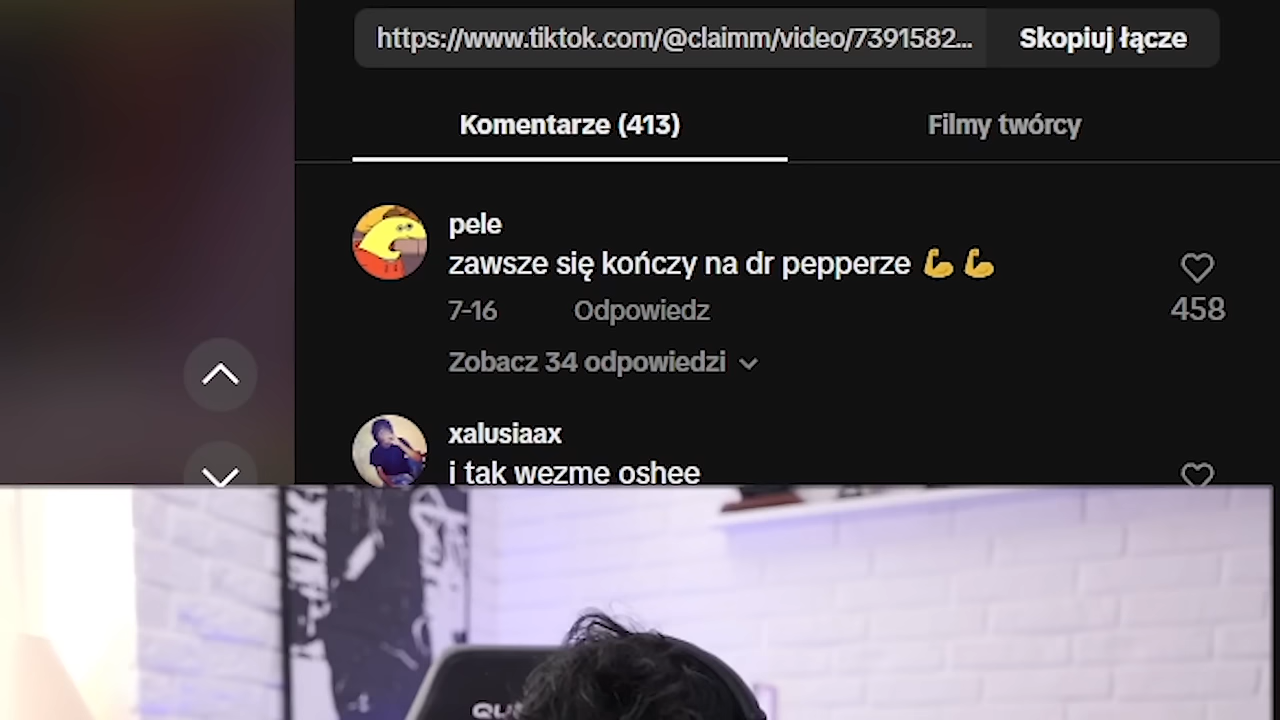 https://www.tiktok.com/@claimm/video/7391582...
Skopiuj łącze
Komentarze (413)
Filmy twórcy
pele
zawsze się kończy na dr pepperze 💪 💪
458
7-16
Odpowiedz
Zobacz 34 odpowiedzi
xalusiaax
i tak wezme oshee